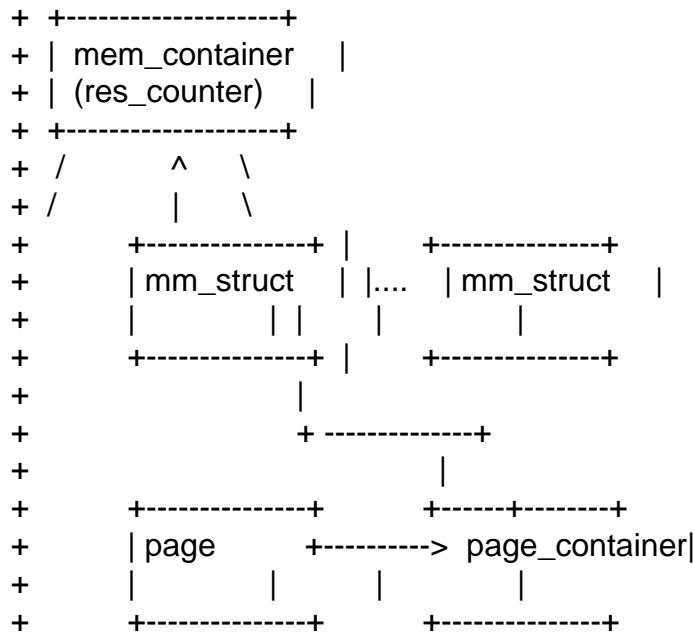 + +--------------------+
+ | mem_container |
+ | (res_counter) |
+ +--------------------+
+ / ^ \
+ / | \
+ +---------------+ | +---------------+
+ | mm_struct | |.... | mm_struct |
+ | | | | |
+ +---------------+ | +---------------+
+ |
+ + --------------+
+ |
+ +---------------+ +------+--------+
+ | page +----------> page_container|
+ | | | |
+ +---------------+ +---------------+